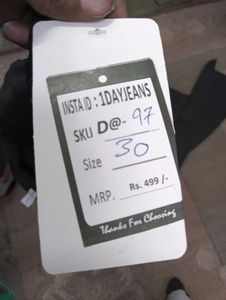 INSTA ID : 1DAYJEANS
SKU D@- 97
Size 30
MRP. Rs. 499 /-
Thanks For Choosing